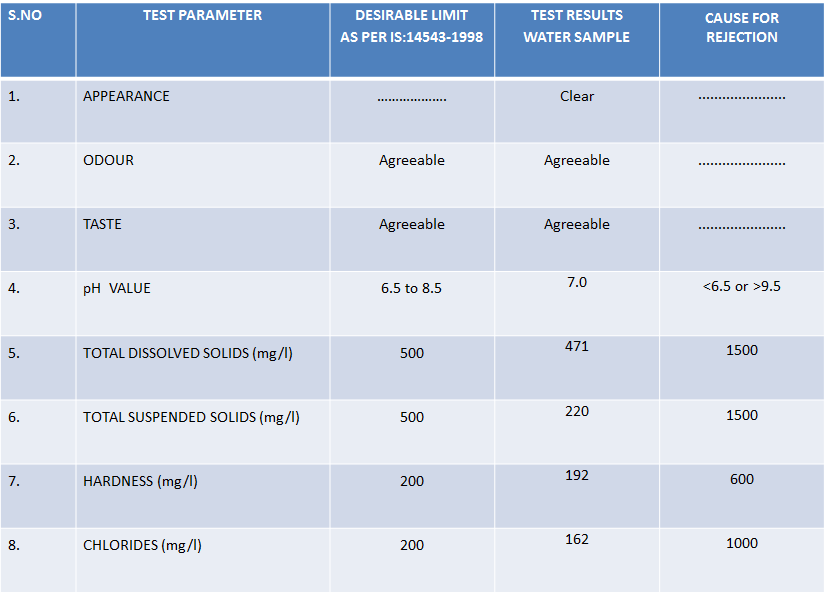 S.NO TEST PARAMETER DESIRABLE LIMIT AS PER IS:14543-1998 TEST RESULTS WATER SAMPLE CAUSE FOR REJECTION
1. APPEARANCE ................... Clear ......................
2. ODOUR Agreeable Agreeable ......................
3. TASTE Agreeable Agreeable ......................
4. pH VALUE 6.5 to 8.5 7.0 <6.5 or >9.5
5. TOTAL DISSOLVED SOLIDS (mg/l) 500 471 1500
6. TOTAL SUSPENDED SOLIDS (mg/l) 500 220 1500
7. HARDNESS (mg/l) 200 192 600
8. CHLORIDES (mg/l) 200 162 1000